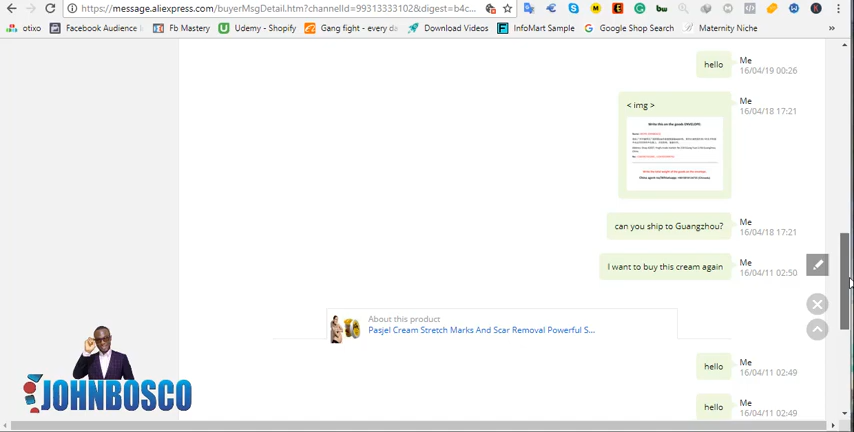 https://message.aliexpress.com/buyerMsgDetail.htm?channelId=99313333102&digest=b4c...
otixo
Facebook Audience I
Fb Mastery
Udemy - Shopify
Gang fight - every da
Download Videos
InfoMart Sample
Google Shop Search
Maternity Niche
»
hello
Me
16/04/19 00:26
< img >
Me
16/04/18 17:21
can you ship to Guangzhou?
Me
16/04/18 17:21
I want to buy this cream again
Me
16/04/11 02:50
About this product
Pasjel Cream Stretch Marks And Scar Removal Powerful S...
hello
Me
16/04/11 02:49
hello
Me
16/04/11 02:49
JOHNBOSCO